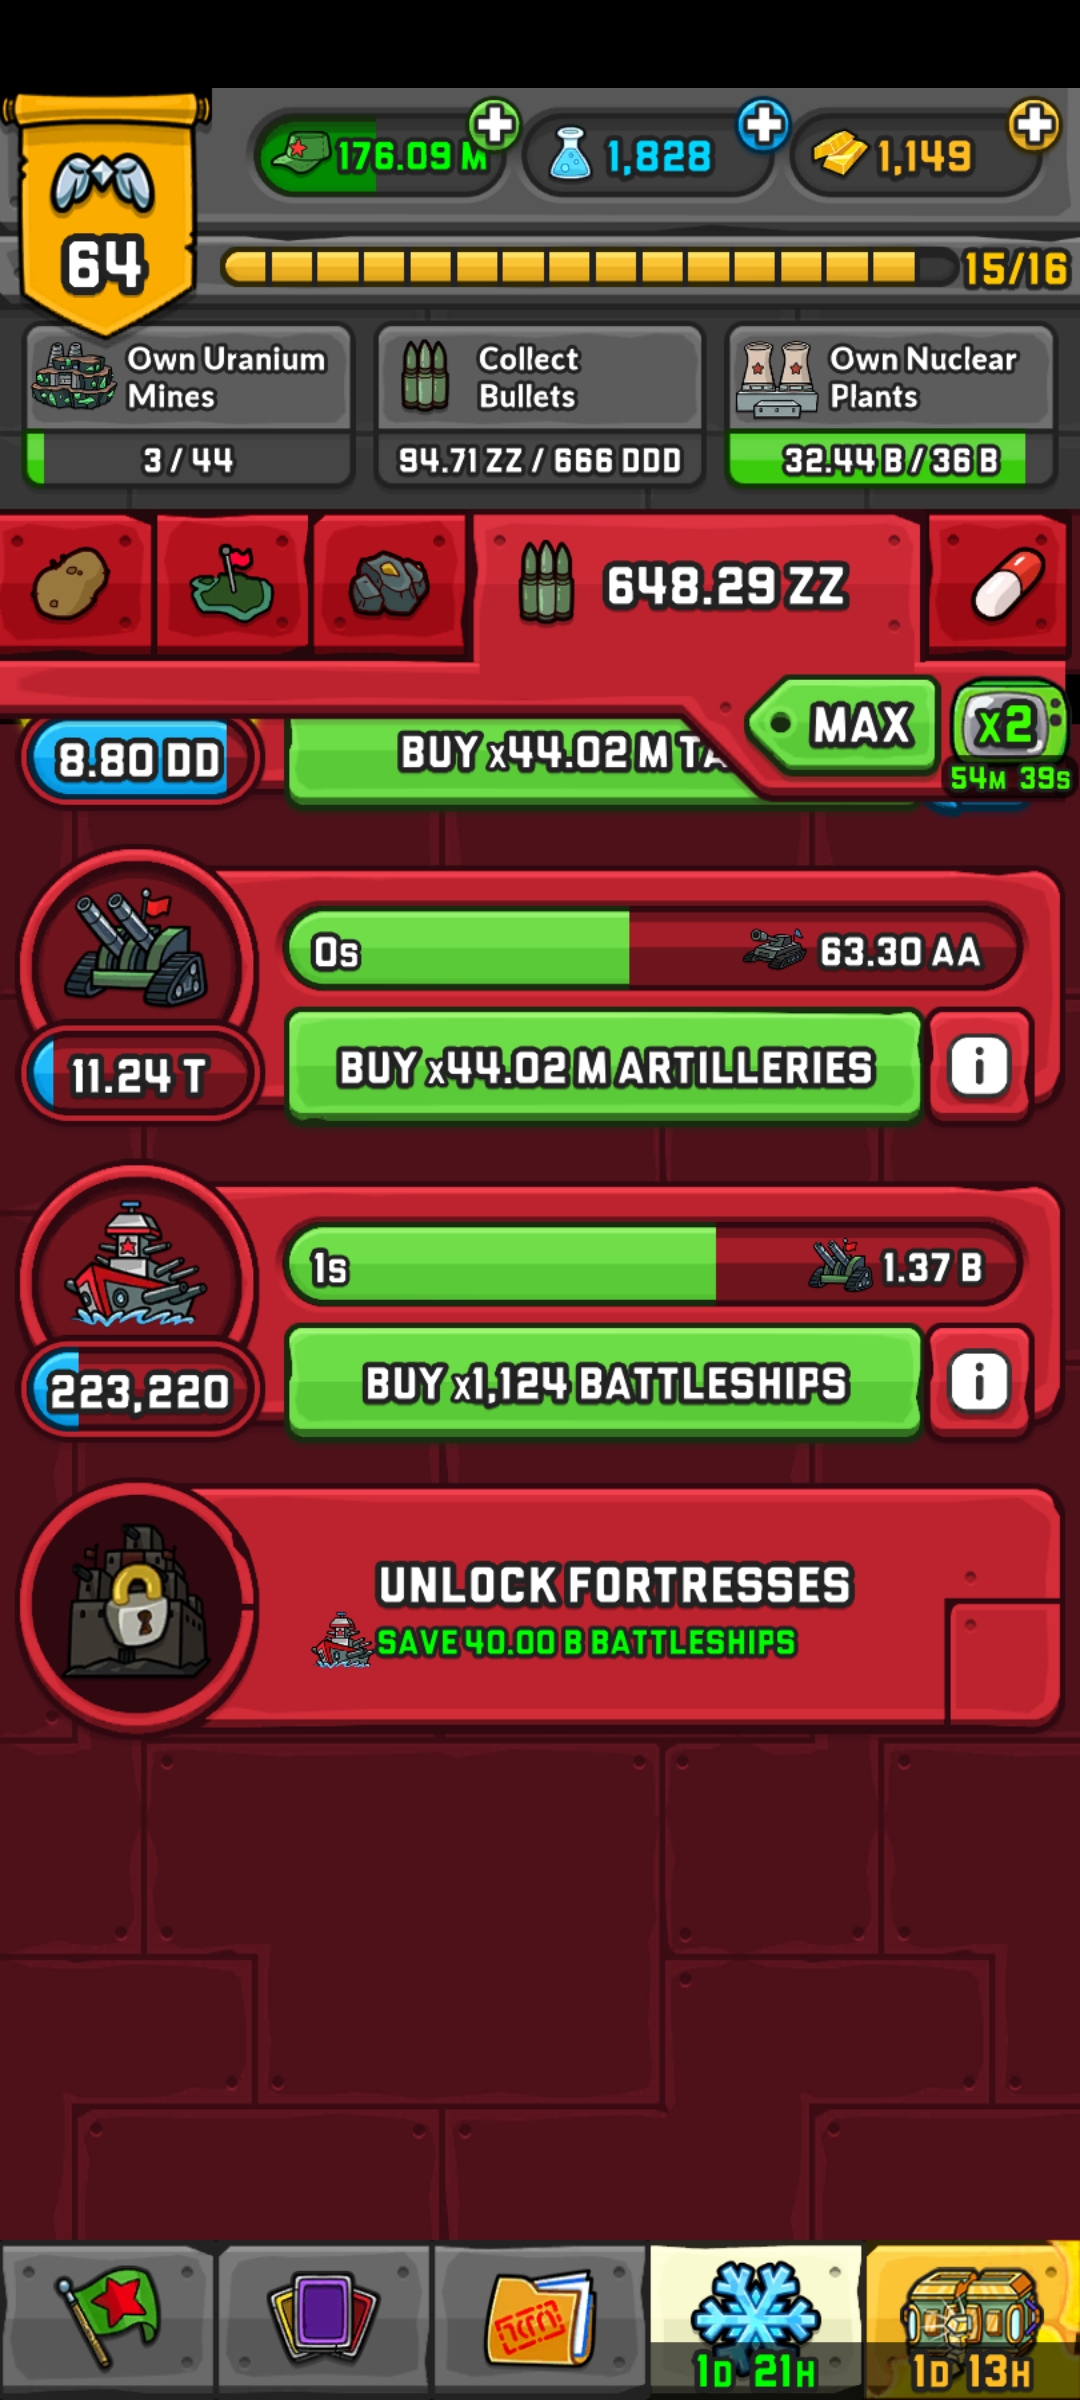 176.09 M
1,828
1,149
64
15/16
Own Uranium
Mines
3 / 44
Collect
Bullets
94.71 ZZ / 666 DDD
Own Nuclear
Plants
32.44 B / 36 B
648.29 ZZ
MAX
x2
54M 39S
8.80 DD
BUY x44.02 M TA
0s
63.30 AA
11.24 T
BUY x44.02 M ARTILLERIES
i
1s
1.37 B
223,220
BUY x1,124 BATTLESHIPS
i
UNLOCK FORTRESSES
SAVE 40.00 B BATTLESHIPS
1D 21H
1D 13H